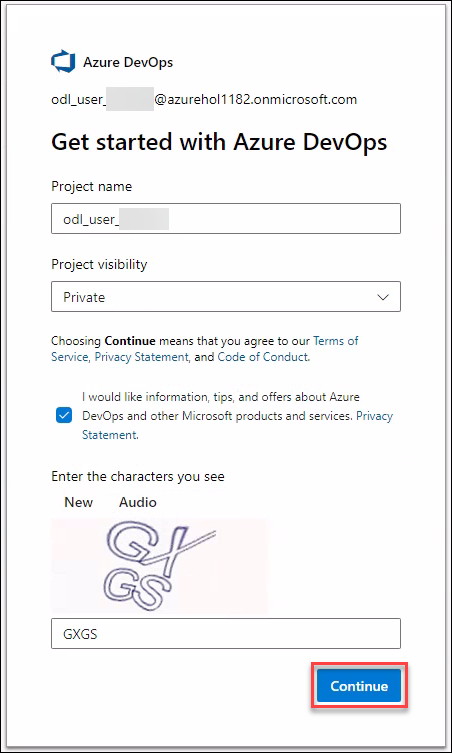 Azure DevOps
odl_user_ @azurehol1182.onmicrosoft.com
Get started with Azure DevOps
Project name
odl_user_
Project visibility
Private
Choosing Continue means that you agree to our Terms of
Service, Privacy Statement, and Code of Conduct.
I would like information, tips, and offers about Azure
DevOps and other Microsoft products and services. Privacy
Statement.
Enter the characters you see
New Audio
GX
GS
GXGS
Continue